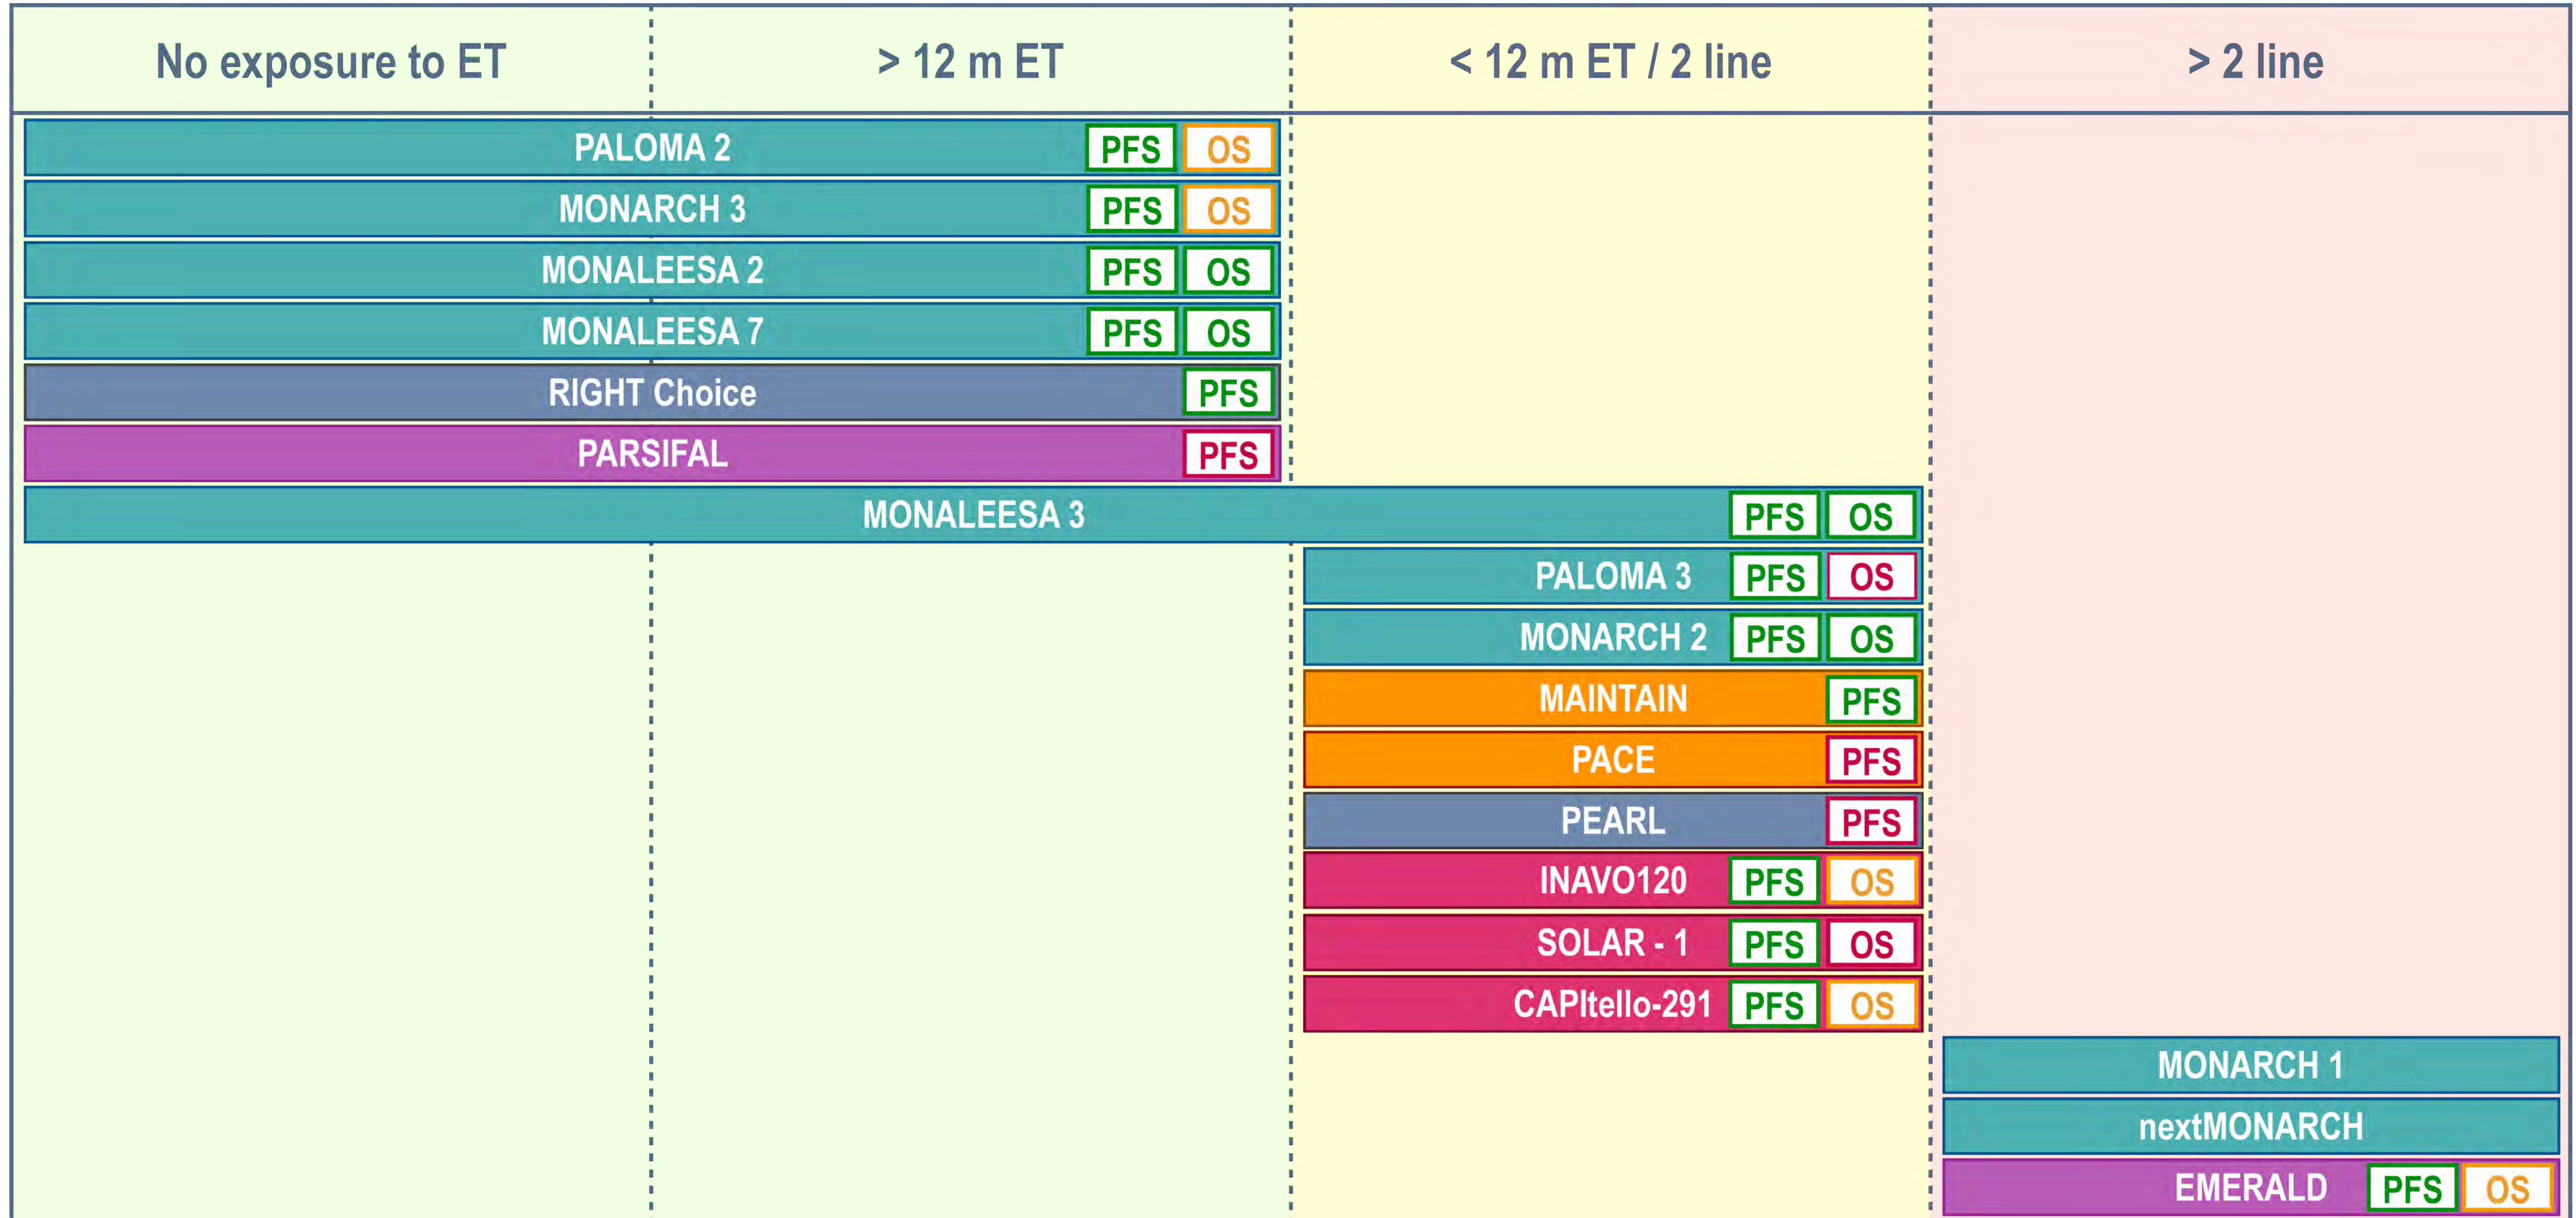 No exposure to ET > 12 m ET < 12 m ET / 2 line > 2 line
PALOMA 2 PFS OS
MONARCH 3 PFS OS
MONALEESA 2 PFS OS
MONALEESA 7 PFS OS
RIGHT Choice PFS
PARSIFAL PFS
MONALEESA 3 PFS OS
PALOMA 3 PFS OS
MONARCH 2 PFS OS
MAINTAIN PFS
PACE PFS
PEARL PFS
INAVO120 PFS OS
SOLAR - 1 PFS OS
CAPItello-291 PFS OS
MONARCH 1
nextMONARCH
EMERALD PFS OS